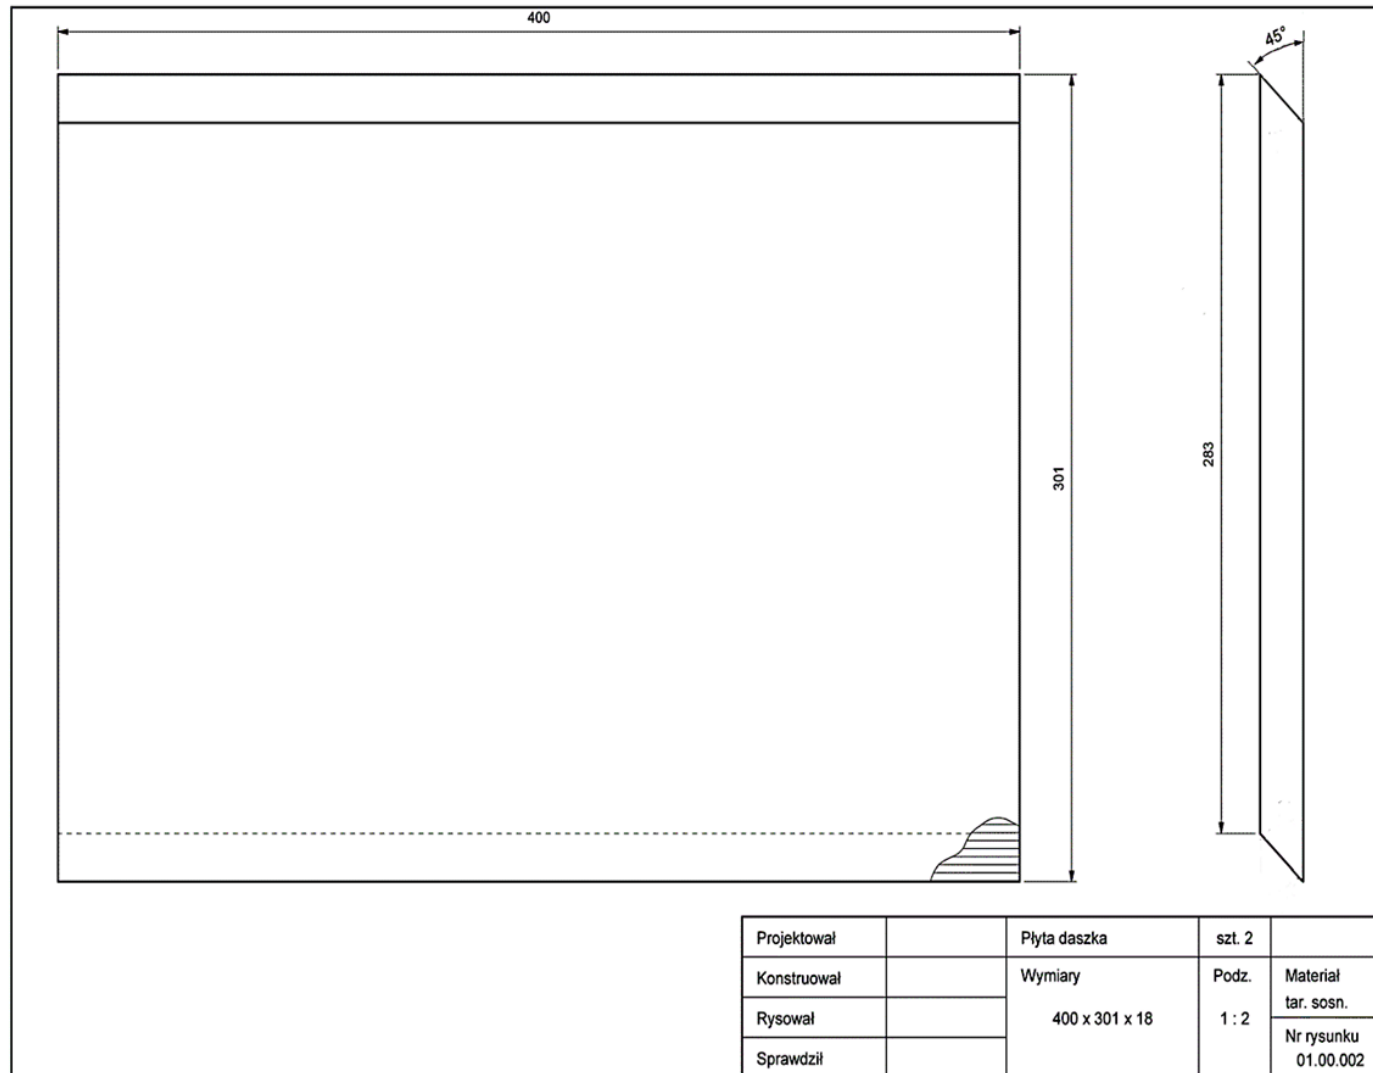 400
45°
301
283
Projektował
Płyta daszka
szt. 2
Konstruował
Wymiary
Podz.
Materiał
tar. sosn.
Rysował
400 x 301 x 18
1 : 2
Nr rysunku
Sprawdził
01.00.002